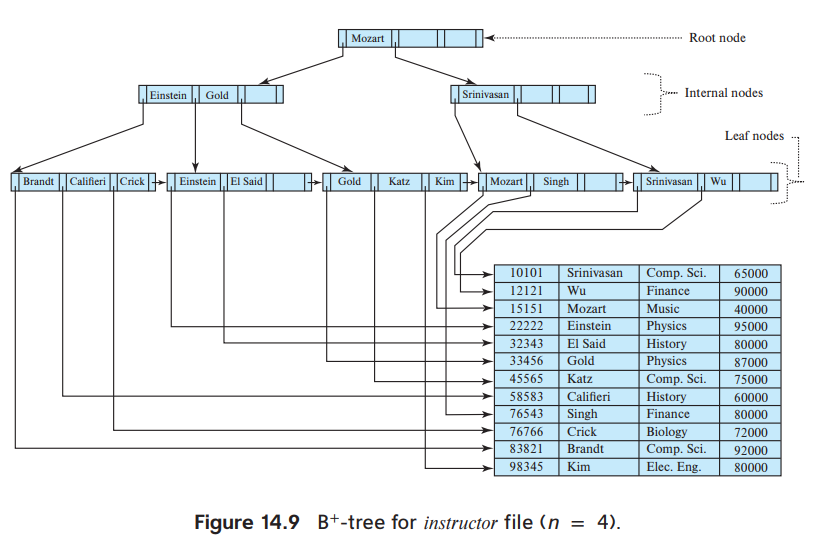 Mozart
Root node
Einstein Gold
Srinivasan
Internal nodes
Leaf nodes
Brandt Califieri Crick Einstein El Said Gold Katz Kim Mozart Singh Srinivasan Wu
10101 Srinivasan Comp. Sci. 65000
12121 Wu Finance 90000
15151 Mozart Music 40000
22222 Einstein Physics 95000
32343 El Said History 80000
33456 Gold Physics 87000
45565 Katz Comp. Sci. 75000
58583 Califieri History 60000
76543 Singh Finance 80000
76766 Crick Biology 72000
83821 Brandt Comp. Sci. 92000
98345 Kim Elec. Eng. 80000
Figure 14.9 B+-tree for instructor file (n = 4).